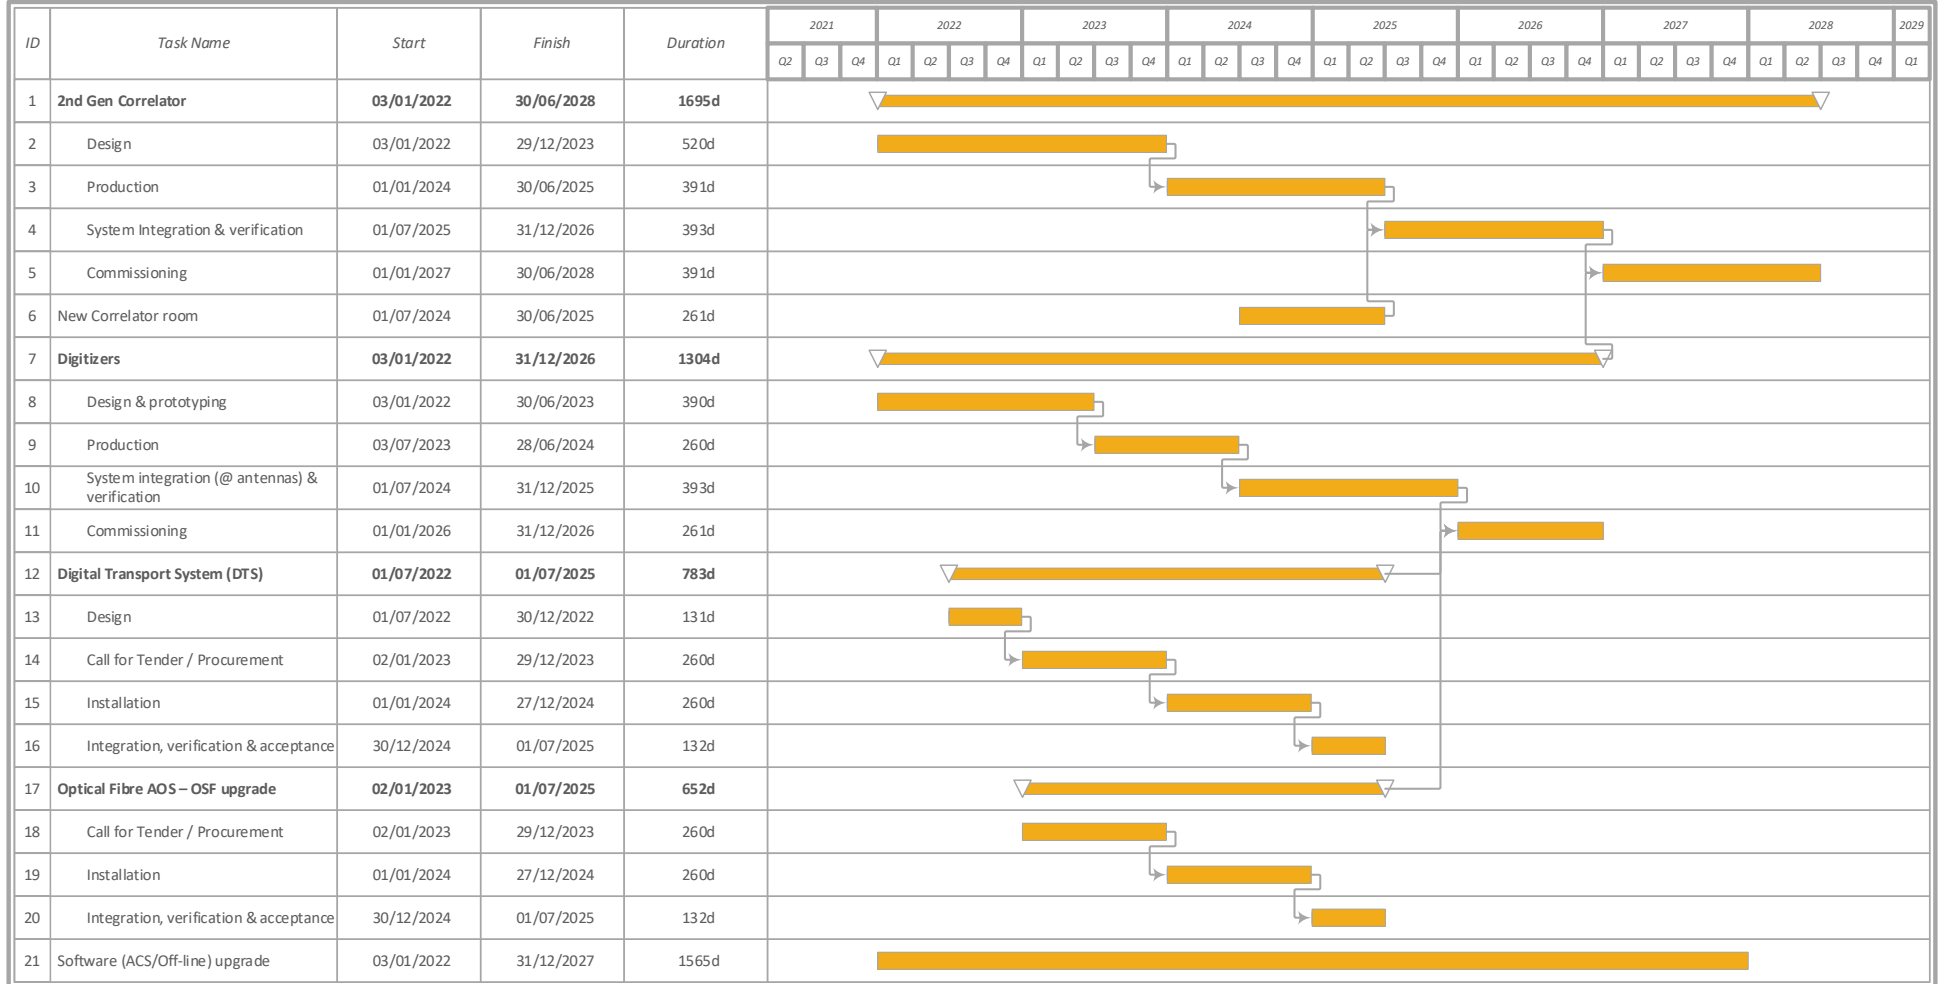 ID Task Name Start Finish Duration 2021 2022 2023 2024 2025 2026 2027 2028 2029
Q2 Q3 Q4 Q1 Q2 Q3 Q4 Q1 Q2 Q3 Q4 Q1 Q2 Q3 Q4 Q1 Q2 Q3 Q4 Q1 Q2 Q3 Q4 Q1 Q2 Q3 Q4 Q1 Q2 Q3 Q4 Q1
1 2nd Gen Correlator 03/01/2022 30/06/2028 1695d
2 Design 03/01/2022 29/12/2023 520d
3 Production 01/01/2024 30/06/2025 391d
4 System Integration & verification 01/07/2025 31/12/2026 393d
5 Commissioning 01/01/2027 30/06/2028 391d
6 New Correlator room 01/07/2024 30/06/2025 261d
7 Digitizers 03/01/2022 31/12/2026 1304d
8 Design & prototyping 03/01/2022 30/06/2023 390d
9 Production 03/07/2023 28/06/2024 260d
10 System integration (@ antennas) &
verification 01/07/2024 31/12/2025 393d
11 Commissioning 01/01/2026 31/12/2026 261d
12 Digital Transport System (DTS) 01/07/2022 01/07/2025 783d
13 Design 01/07/2022 30/12/2022 131d
14 Call for Tender / Procurement 02/01/2023 29/12/2023 260d
15 Installation 01/01/2024 27/12/2024 260d
16 Integration, verification & acceptance 30/12/2024 01/07/2025 132d
17 Optical Fibre AOS – OSF upgrade 02/01/2023 01/07/2025 652d
18 Call for Tender / Procurement 02/01/2023 29/12/2023 260d
19 Installation 01/01/2024 27/12/2024 260d
20 Integration, verification & acceptance 30/12/2024 01/07/2025 132d
21 Software (ACS/Off-line) upgrade 03/01/2022 31/12/2027 1565d